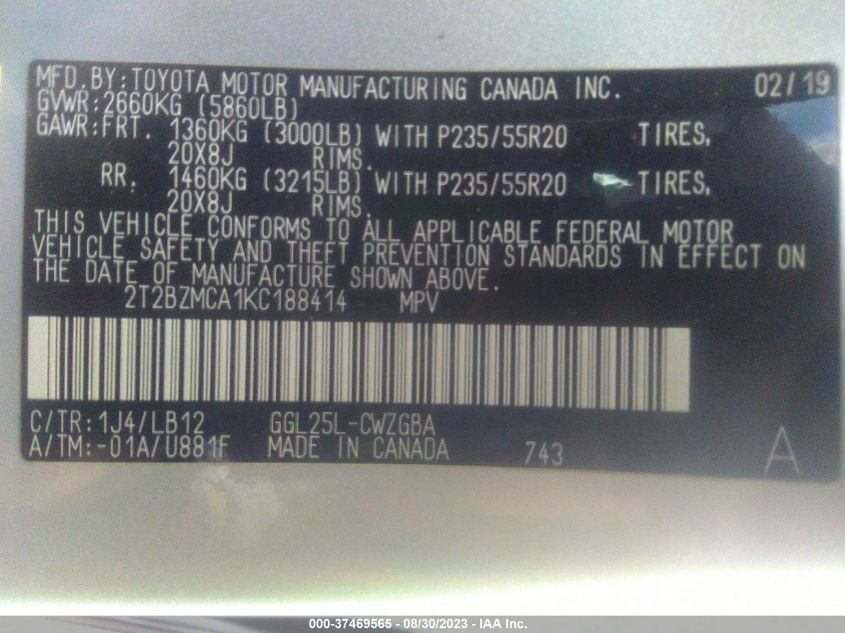 MFD. BY: TOYOTA MOTOR MANUFACTURING CANADA INC. 02/19
GVWR: 2660KG (5860LB)
GAWR: FRT. 1360KG (3000LB) WITH P235/55R20 TIRES,
20X8J RIMS.
RR, 1460KG (3215LB) WITH P235/55R20 TIRES,
20X8J RIMS.
THIS VEHICLE CONFORMS TO ALL APPLICABLE FEDERAL MOTOR
VEHICLE SAFETY AND THEFT PREVENTION STANDARDS IN EFFECT ON
THE DATE OF MANUFACTURE SHOWN ABOVE.
2T2BZMCA1KC188414 MPV
C/TR: 1J4/LB12 GGL25L-CWZGBA
A/TM: -01A/U881F MADE IN CANADA 743 A
000-37469565 - 08/30/2023 - IAA Inc.